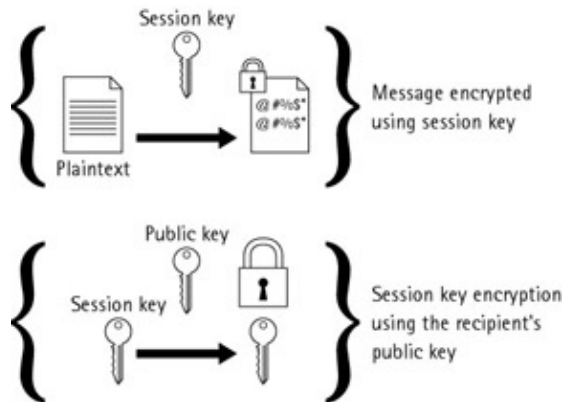 Session key
@#%$*
@#%$*
Plaintext
Message encrypted
using session key
Public key
Session key
Session key encryption
using the recipient's
public key